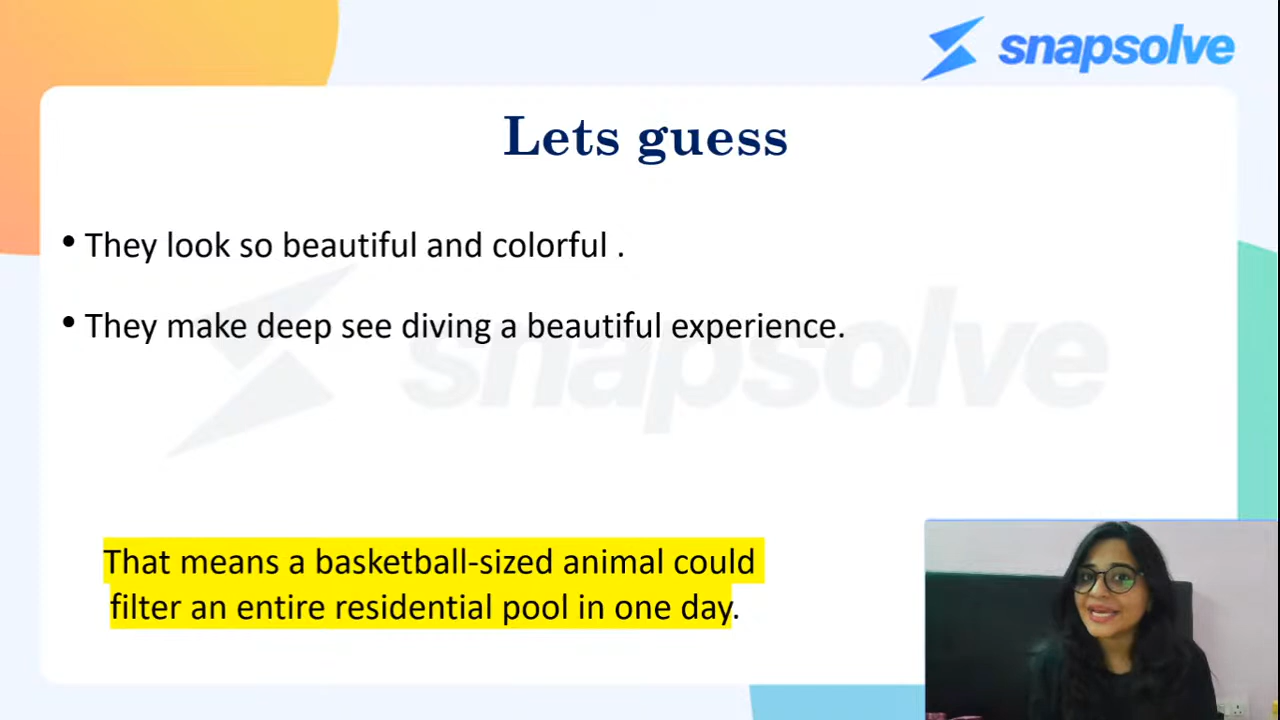 snapsolve
Lets guess
• They look so beautiful and colorful .
• They make deep see diving a beautiful experience.
snapsolve
That means a basketball-sized animal could
filter an entire residential pool in one day.